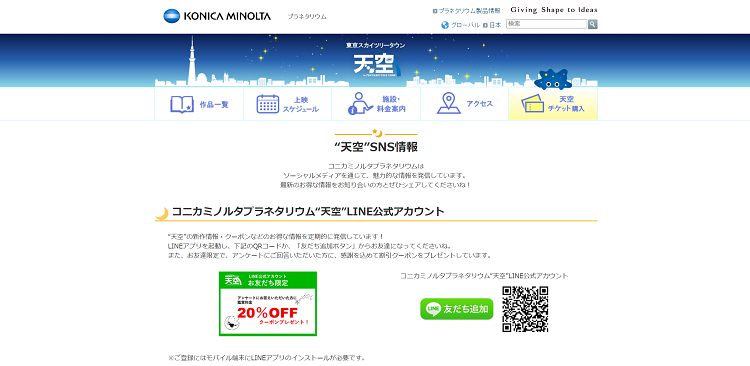 KONICA MINOLTA プラネタリウム
プラネタリウム製品情報 Giving Shape to Ideas
グローバル 日本 検索
東京スカイツリータウン
天空
作品一覧
上映
スケジュール
施設・
料金案内
アクセス
天空
チケット購入
“天空”SNS情報
コニカミノルタプラネタリウムは
ソーシャルメディアを通じて、魅力的な情報を発信しています。
最新のお得な情報をお知り合いの方とぜひシェアしてくださいね！
コニカミノルタプラネタリウム“天空”LINE公式アカウント
“天空”の新作情報・クーポンなどのお得な情報を定期的に発信しています！
LINEアプリを起動し、下記のQRコードか、「友だち追加ボタン」からお友達になってくださいね。
また、お友達限定で、アンケートにご回答いただいた方に、感謝を込めて割引クーポンをプレゼントしています。
天空
LINE公式アカウント
お友だち限定
アンケートにお答えいただいた方に
鑑賞料金
20%OFF
クーポンプレゼント！
コニカミノルタプラネタリウム“天空”LINE公式アカウント
LINE 友だち追加
※ご登録にはモバイル端末にLINEアプリのインストールが必要です。